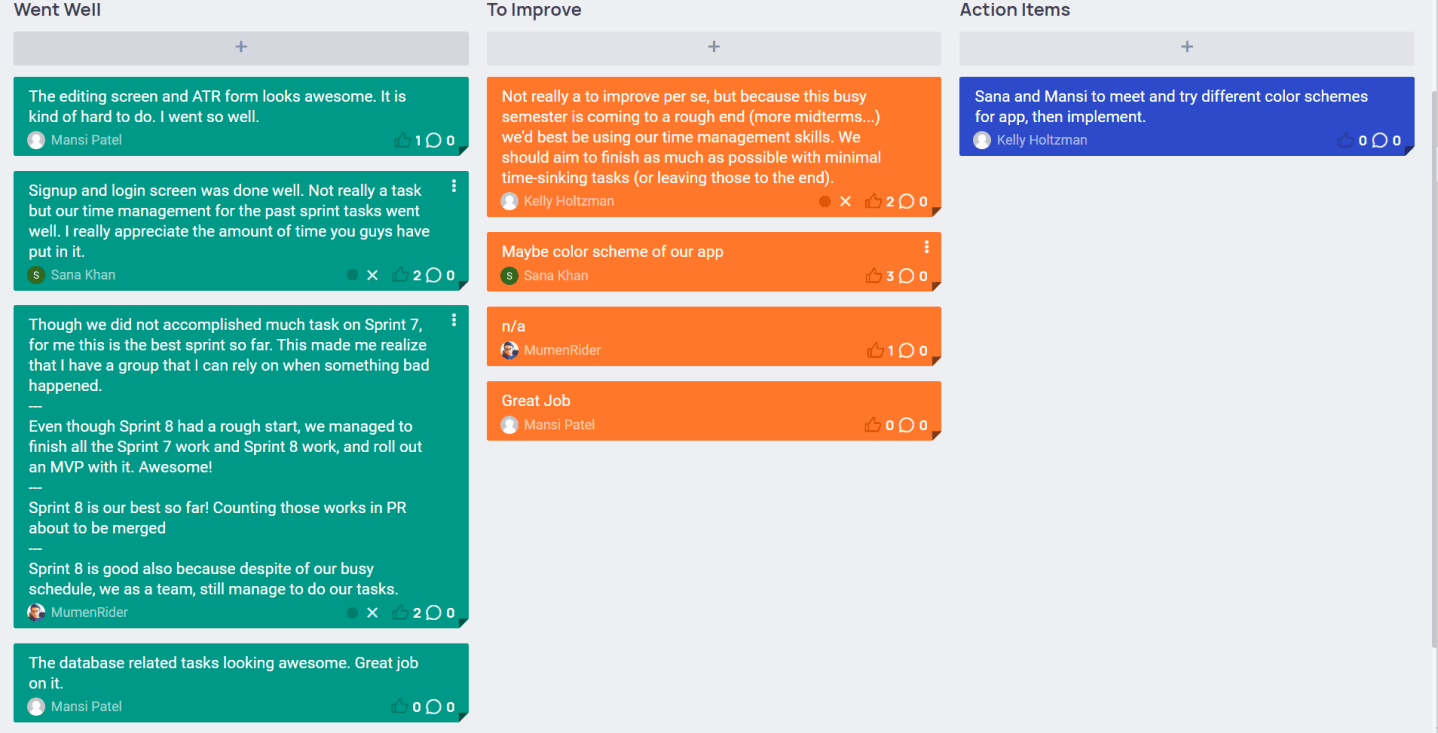 Went Well
+
The editing screen and ATR form looks awesome. It is
kind of hard to do. I went so well.
Mansi Patel 1 0
Signup and login screen was done well. Not really a task
but our time management for the past sprint tasks went
well. I really appreciate the amount of time you guys have
put in it.
S Sana Khan 2 0
Though we did not accomplished much task on Sprint 7,
for me this is the best sprint so far. This made me realize
that I have a group that I can rely on when something bad
happened.
---
Even though Sprint 8 had a rough start, we managed to
finish all the Sprint 7 work and Sprint 8 work, and roll out
an MVP with it. Awesome!
---
Sprint 8 is our best so far! Counting those works in PR
about to be merged
---
Sprint 8 is good also because despite of our busy
schedule, we as a team, still manage to do our tasks.
MumenRider 2 0
The database related tasks looking awesome. Great job
on it.
Mansi Patel 0 0
To Improve
+
Not really a to improve per se, but because this busy
semester is coming to a rough end (more midterms...)
we'd best be using our time management skills. We
should aim to finish as much as possible with minimal
time-sinking tasks (or leaving those to the end).
Kelly Holtzman 2 0
Maybe color scheme of our app
S Sana Khan 3 0
n/a
MumenRider 1 0
Great Job
Mansi Patel 0 0
Action Items
+
Sana and Mansi to meet and try different color schemes
for app, then implement.
Kelly Holtzman 0 0